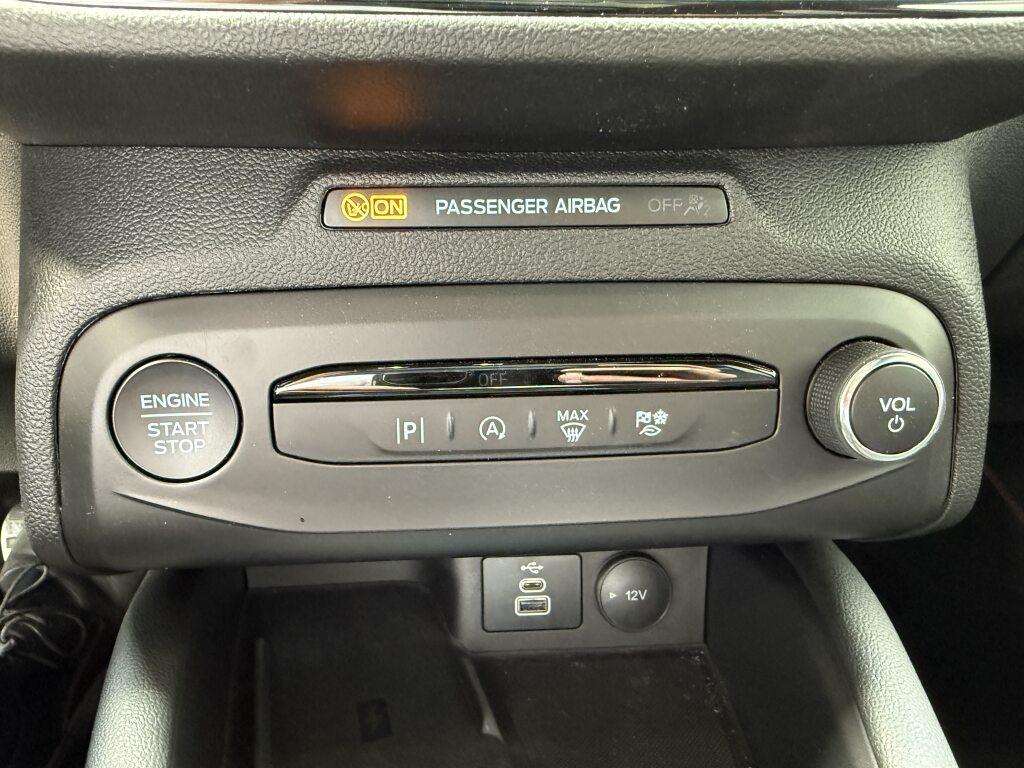 ON PASSENGER AIRBAG OFF
OFF
ENGINE
START
STOP
P
A
MAX
VOL
12V